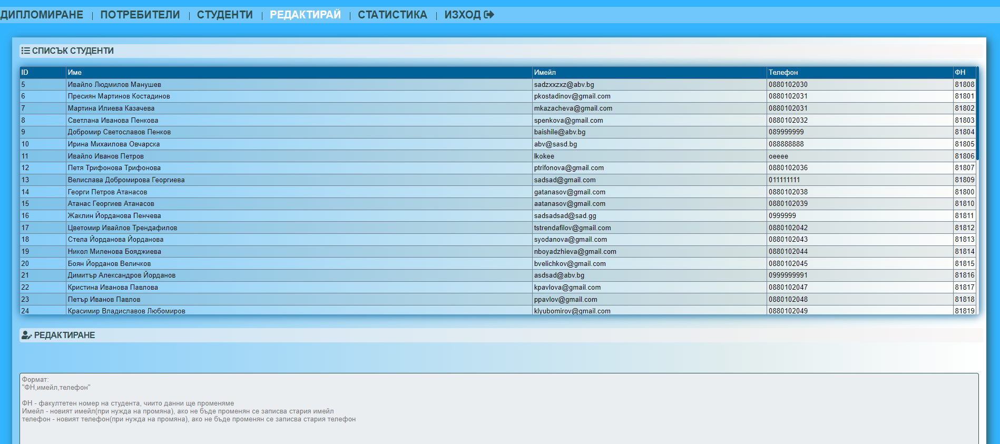 ДИПЛОМИРАНЕ | ПОТРЕБИТЕЛИ | СТУДЕНТИ | РЕДАКТИРАЙ | СТАТИСТИКА | ИЗХОД
СПИСЪК СТУДЕНТИ
ID Име Имейл Телефон ФН
5 Ивайло Людмилов Манушев sadzxxzxz@abv.bg 0880102030 81808
6 Пресиян Мартинов Костадинов pkostadinov@gmail.com 0880102031 81801
7 Мартина Илиева Казачева mkazacheva@gmail.com 0880102031 81802
8 Светлана Иванова Пенкова spenkova@gmail.com 0880102032 81803
9 Добромир Светославов Пенков baishile@abv.bg 089999999 81804
10 Ирина Михаилова Овчарска abv@sasd.bg 088888888 81805
11 Ивайло Иванов Петров lkokee oeeee 81806
12 Петя Трифонова Трифонова ptrifonova@gmail.com 0880102036 81807
13 Велислава Добромирова Георгиева sadsad@gmail.com 011111111 81809
14 Георги Петров Атанасов gatanasov@gmail.com 0880102038 81800
15 Атанас Георгиев Атанасов aatanasov@gmail.com 0880102039 81810
16 Жаклин Йорданова Пенчева sadsadsad@sad.gg 0999999 81811
17 Цветомир Ивайлов Трендафилов tstrendafilov@gmail.com 0880102042 81812
18 Стела Йорданова Йорданова syodanova@gmail.com 0880102043 81813
19 Никол Миленова Бояджиева nboyadzhieva@gmail.com 0880102044 81814
20 Боян Йорданов Величков bvelichkov@gmail.com 0880102045 81815
21 Димитър Александров Йорданов asdsad@abv.bg 0999999991 81816
22 Кристина Иванова Павлова kpavlova@gmail.com 0880102047 81817
23 Петър Иванов Павлов ppavlov@gmail.com 0880102048 81818
24 Красимир Владиславов Любомиров klyubomirov@gmail.com 0880102049 81819
РЕДАКТИРАНЕ
Формат:
"ФН,имейл,телефон"
ФН - факултетен номер на студента, чиито данни ще променяме
Имейл - новият имейл(при нужда на промяна), ако не бъде променян се записва стария имейл
телефон - новият телефон(при нужда на промяна), ако не бъде променян се записва стария телефон